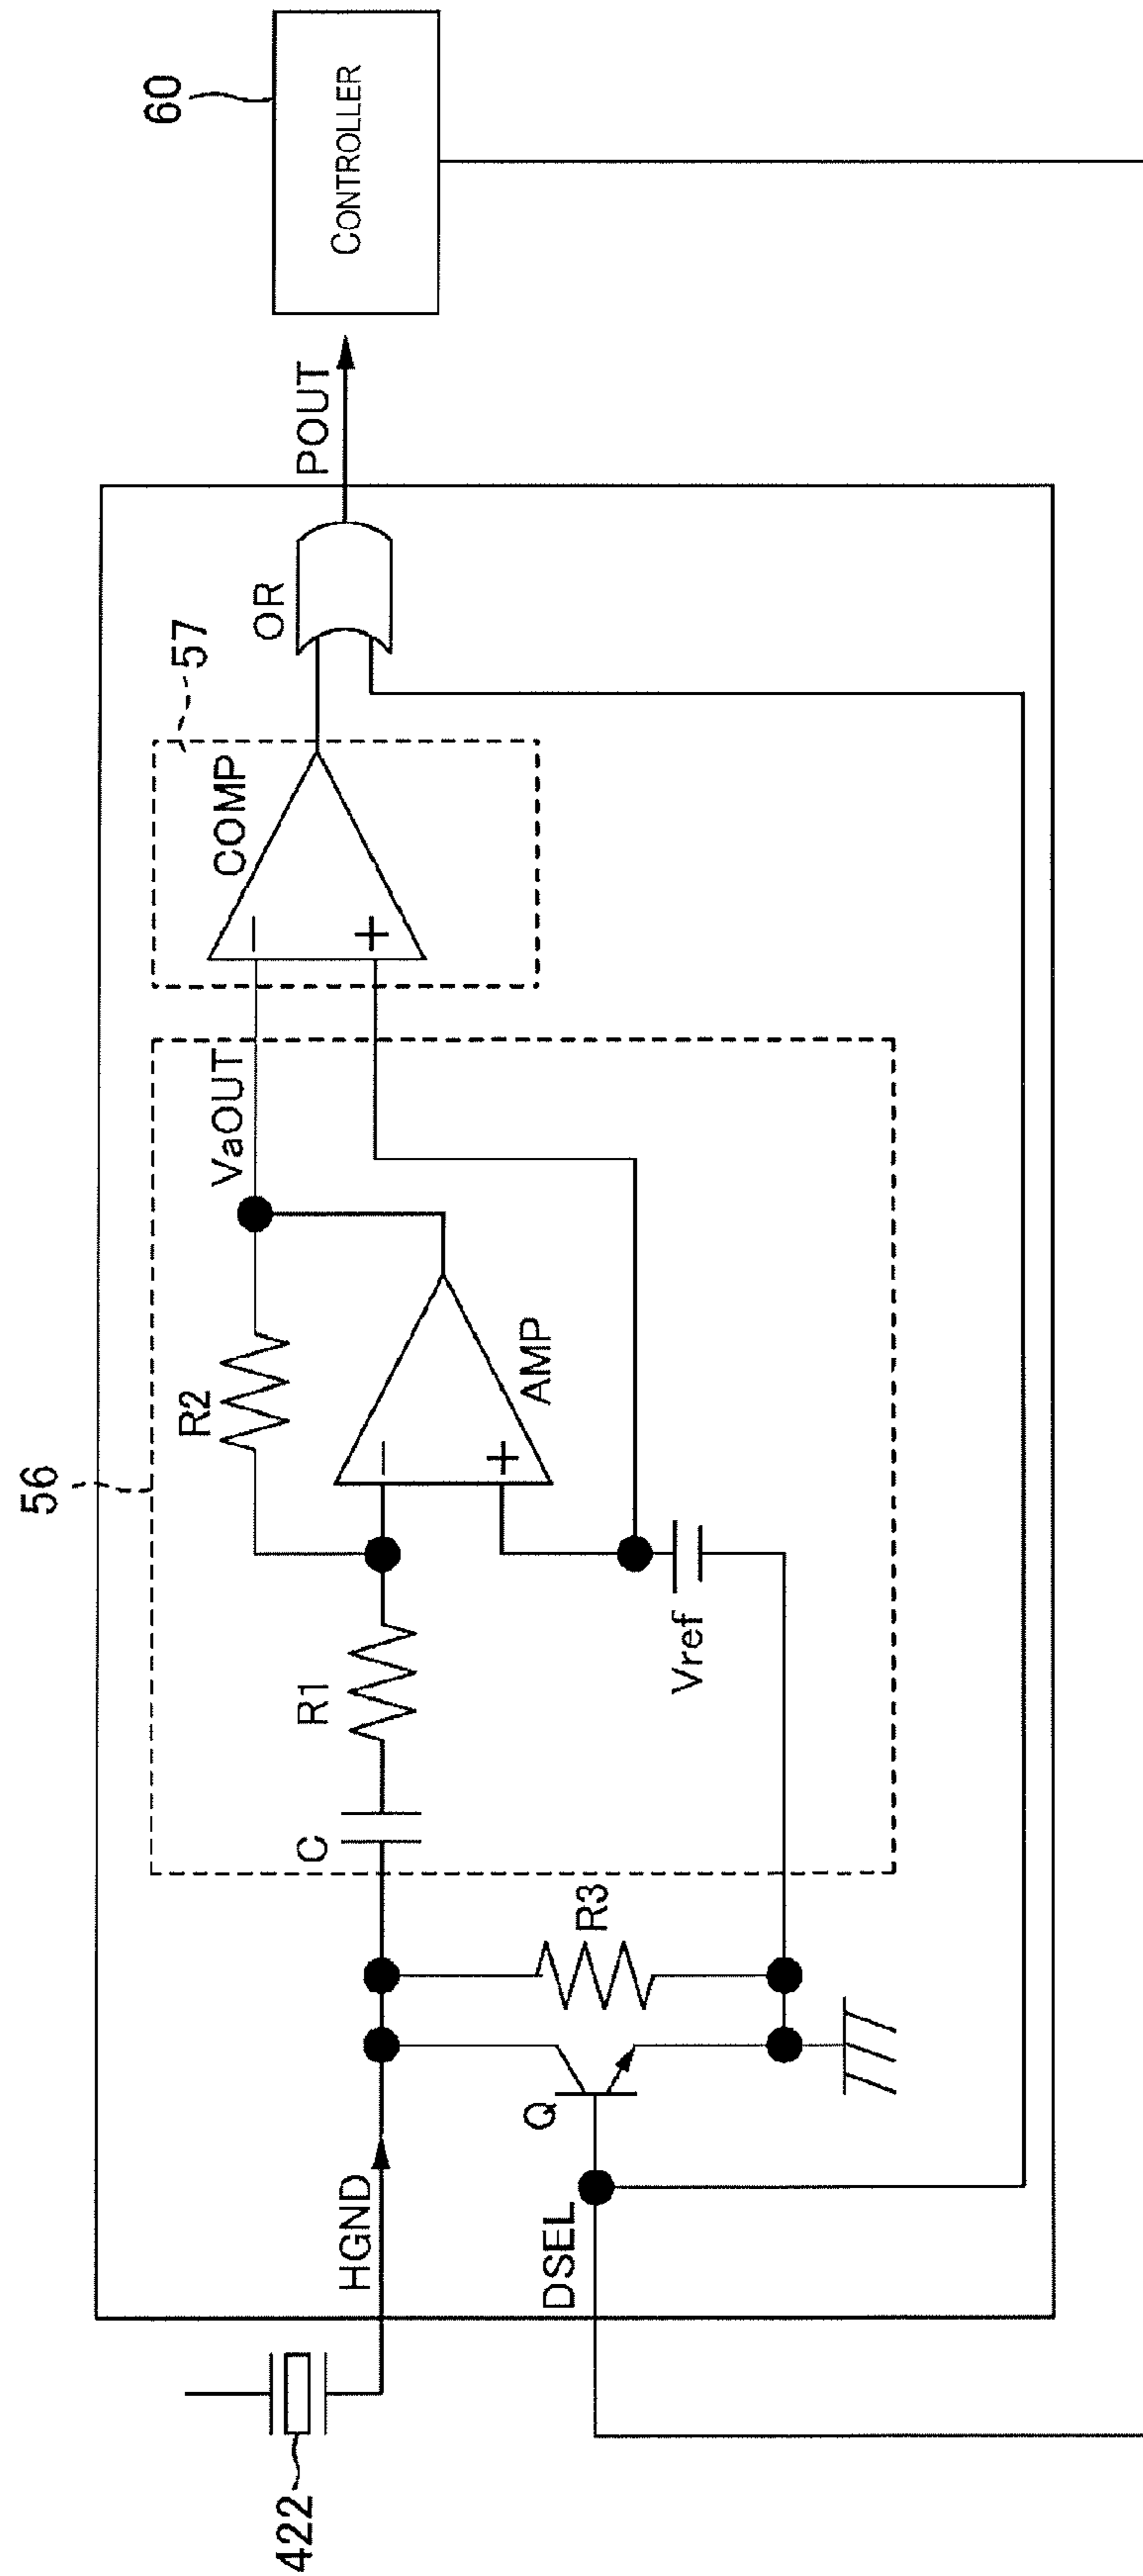 60
CONTROLLER
POUT
OR
57
COMP
−
+
VaOUT
56
R2
AMP
−
+
R1
Vref
C
R3
Q
HGND
DSEL
422